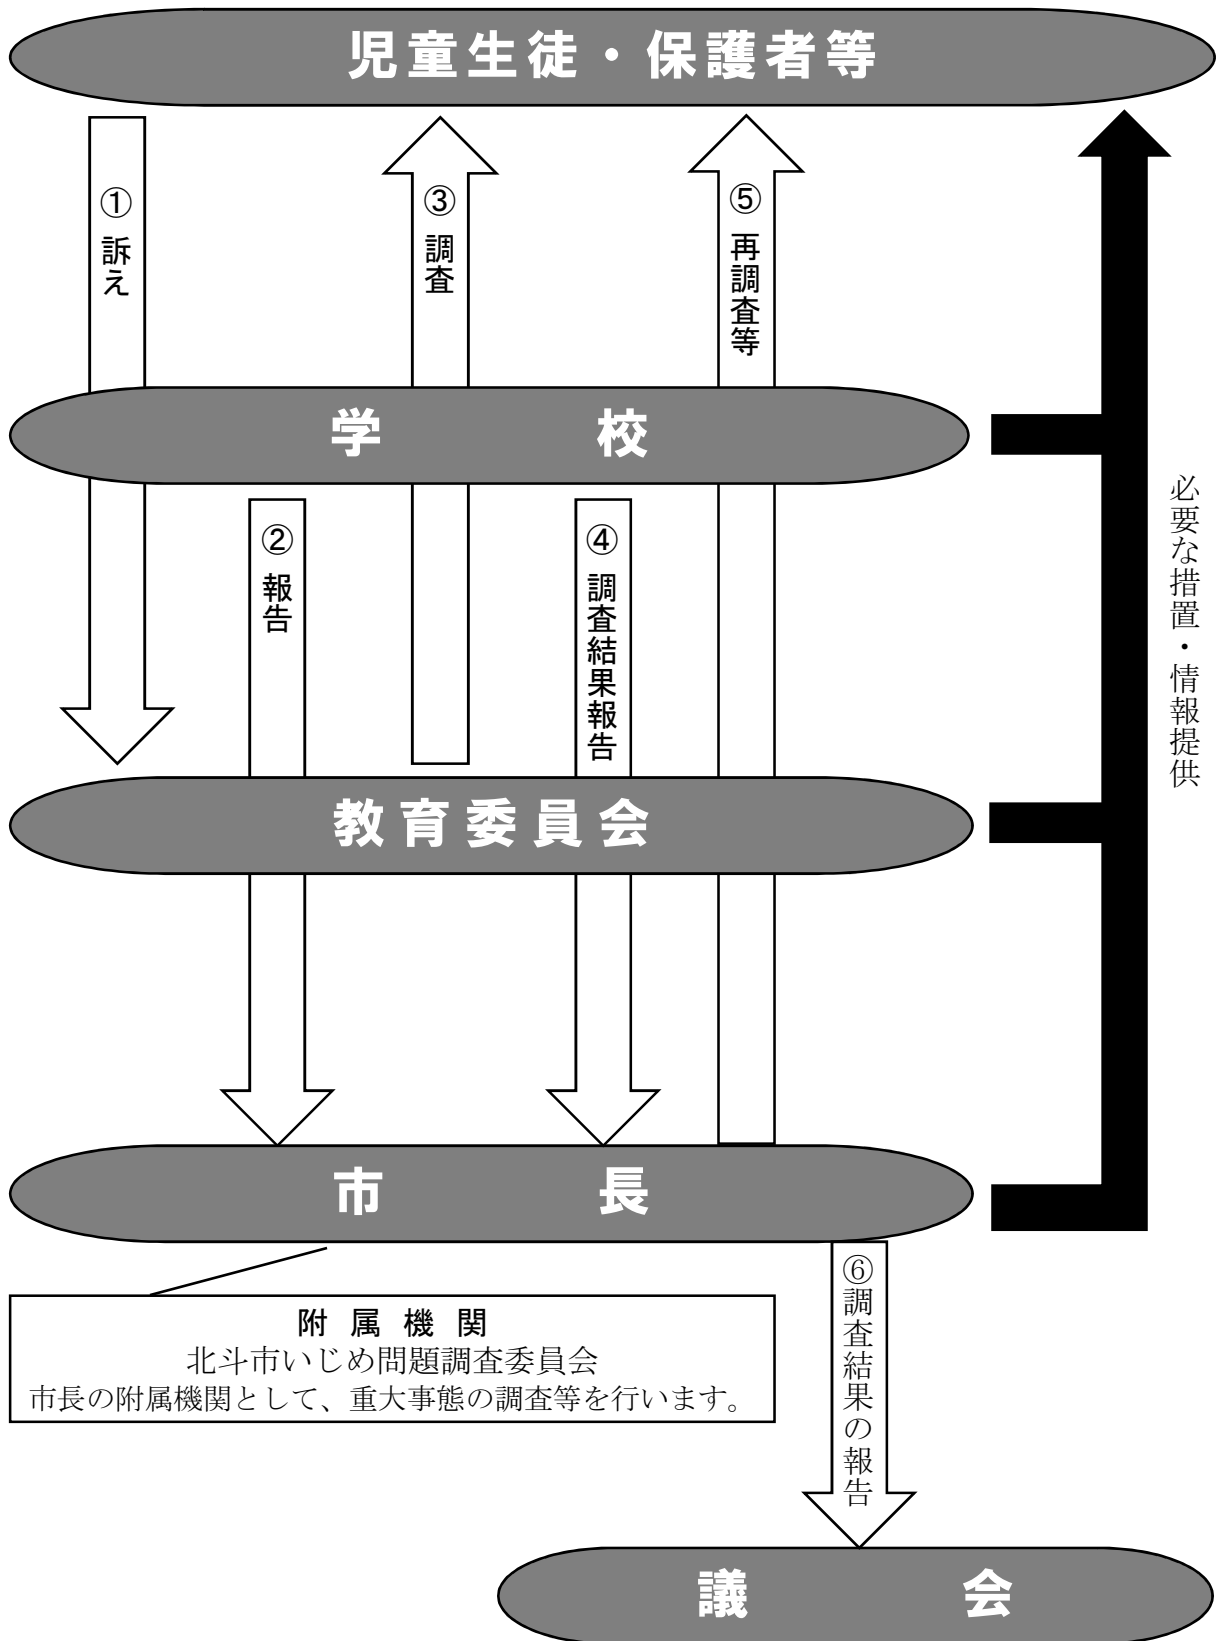 児童生徒・保護者等
①訴え
③調査
⑤再調査等
学校
②報告
④調査結果報告
必要な措置・情報提供
教育委員会
市長
附属機関
北斗市いじめ問題調査委員会
市長の附属機関として、重大事態の調査等を行います。
⑥調査結果の報告
議会